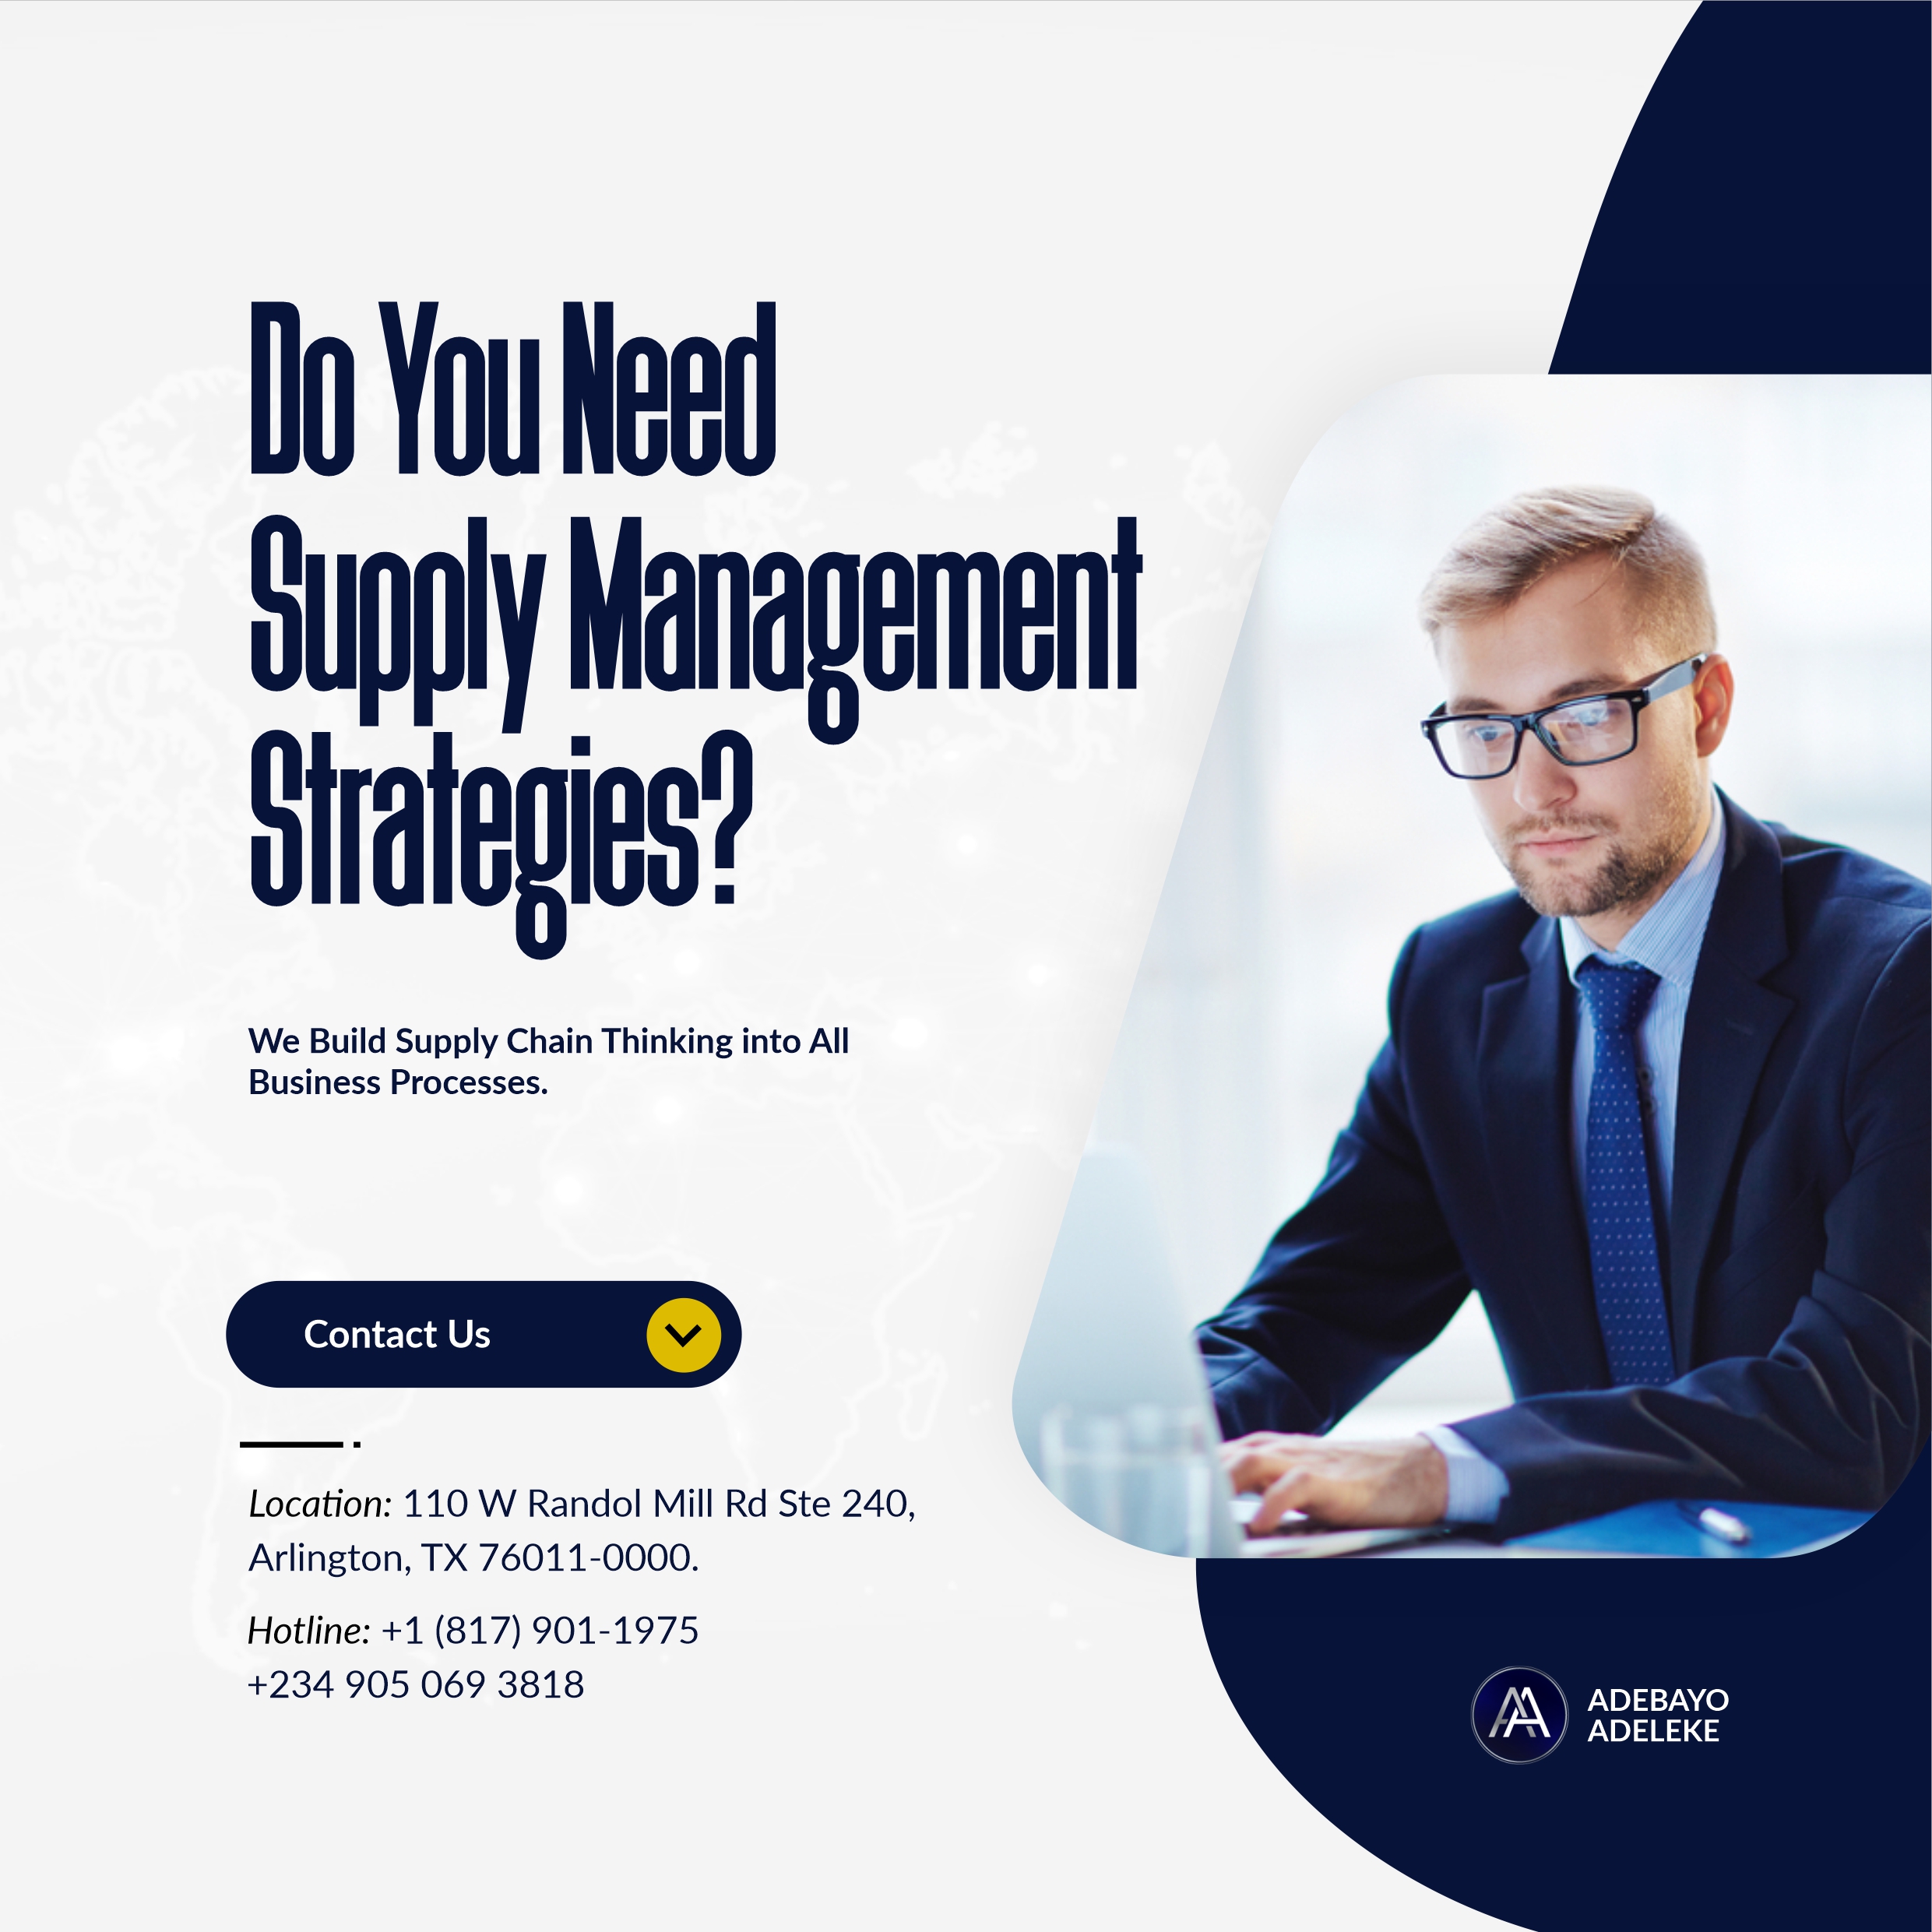 Do You Need
Supply Management
Strategies?
We Build Supply Chain Thinking into All
Business Processes.
Contact Us
Location: 110 W Randol Mill Rd Ste 240,
Arlington, TX 76011-0000.
Hotline: +1 (817) 901-1975
+234 905 069 3818
AA
ADEBAYO
ADELEKE